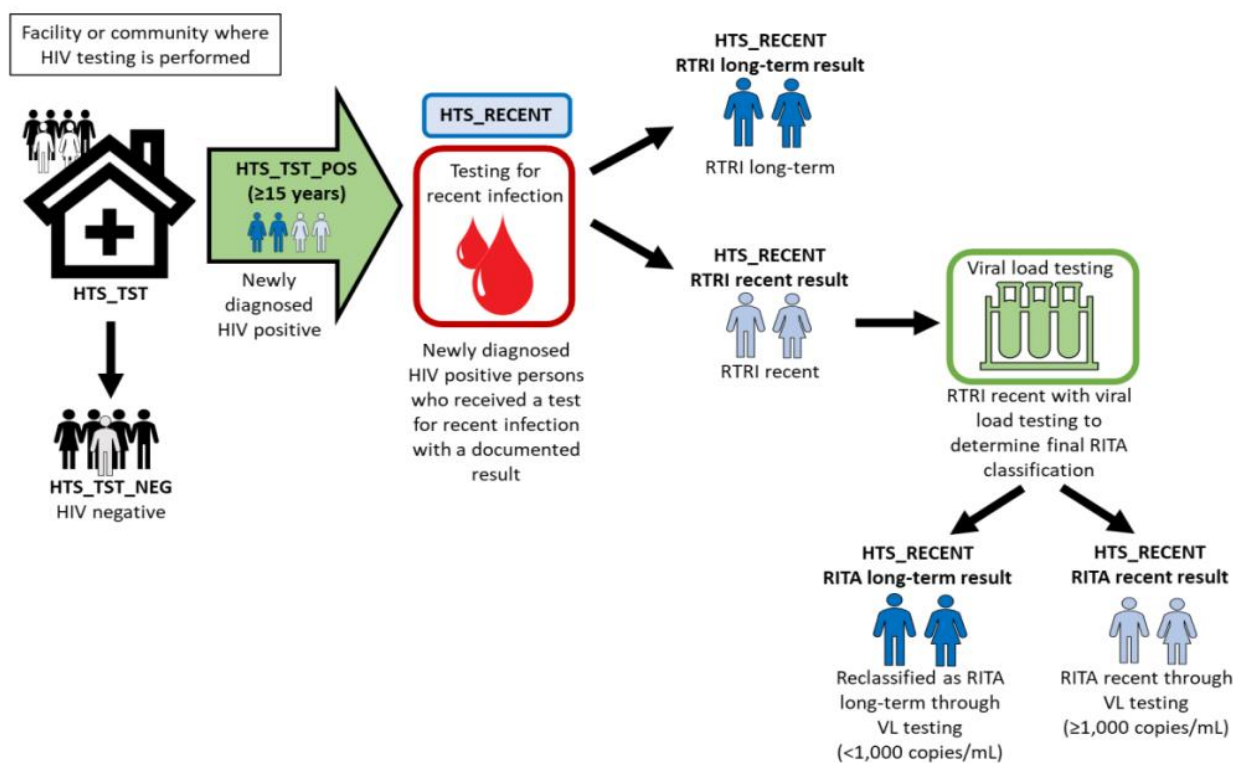 Facility or community where
HIV testing is performed
HTS_TST
HTS_TST_NEG
HIV negative
HTS_TST_POS
(≥15 years)
Newly
diagnosed
HIV positive
HTS_RECENT
Testing for
recent infection
Newly diagnosed
HIV positive persons
who received a test
for recent infection
with a documented
result
HTS_RECENT
RTRI long-term result
RTRI long-term
HTS_RECENT
RTRI recent result
RTRI recent
Viral load testing
RTRI recent with viral
load testing to
determine final RITA
classification
HTS_RECENT
RITA long-term result
Reclassified as RITA
long-term through
VL testing
(<1,000 copies/mL)
HTS_RECENT
RITA recent result
RITA recent through
VL testing
(≥1,000 copies/mL)